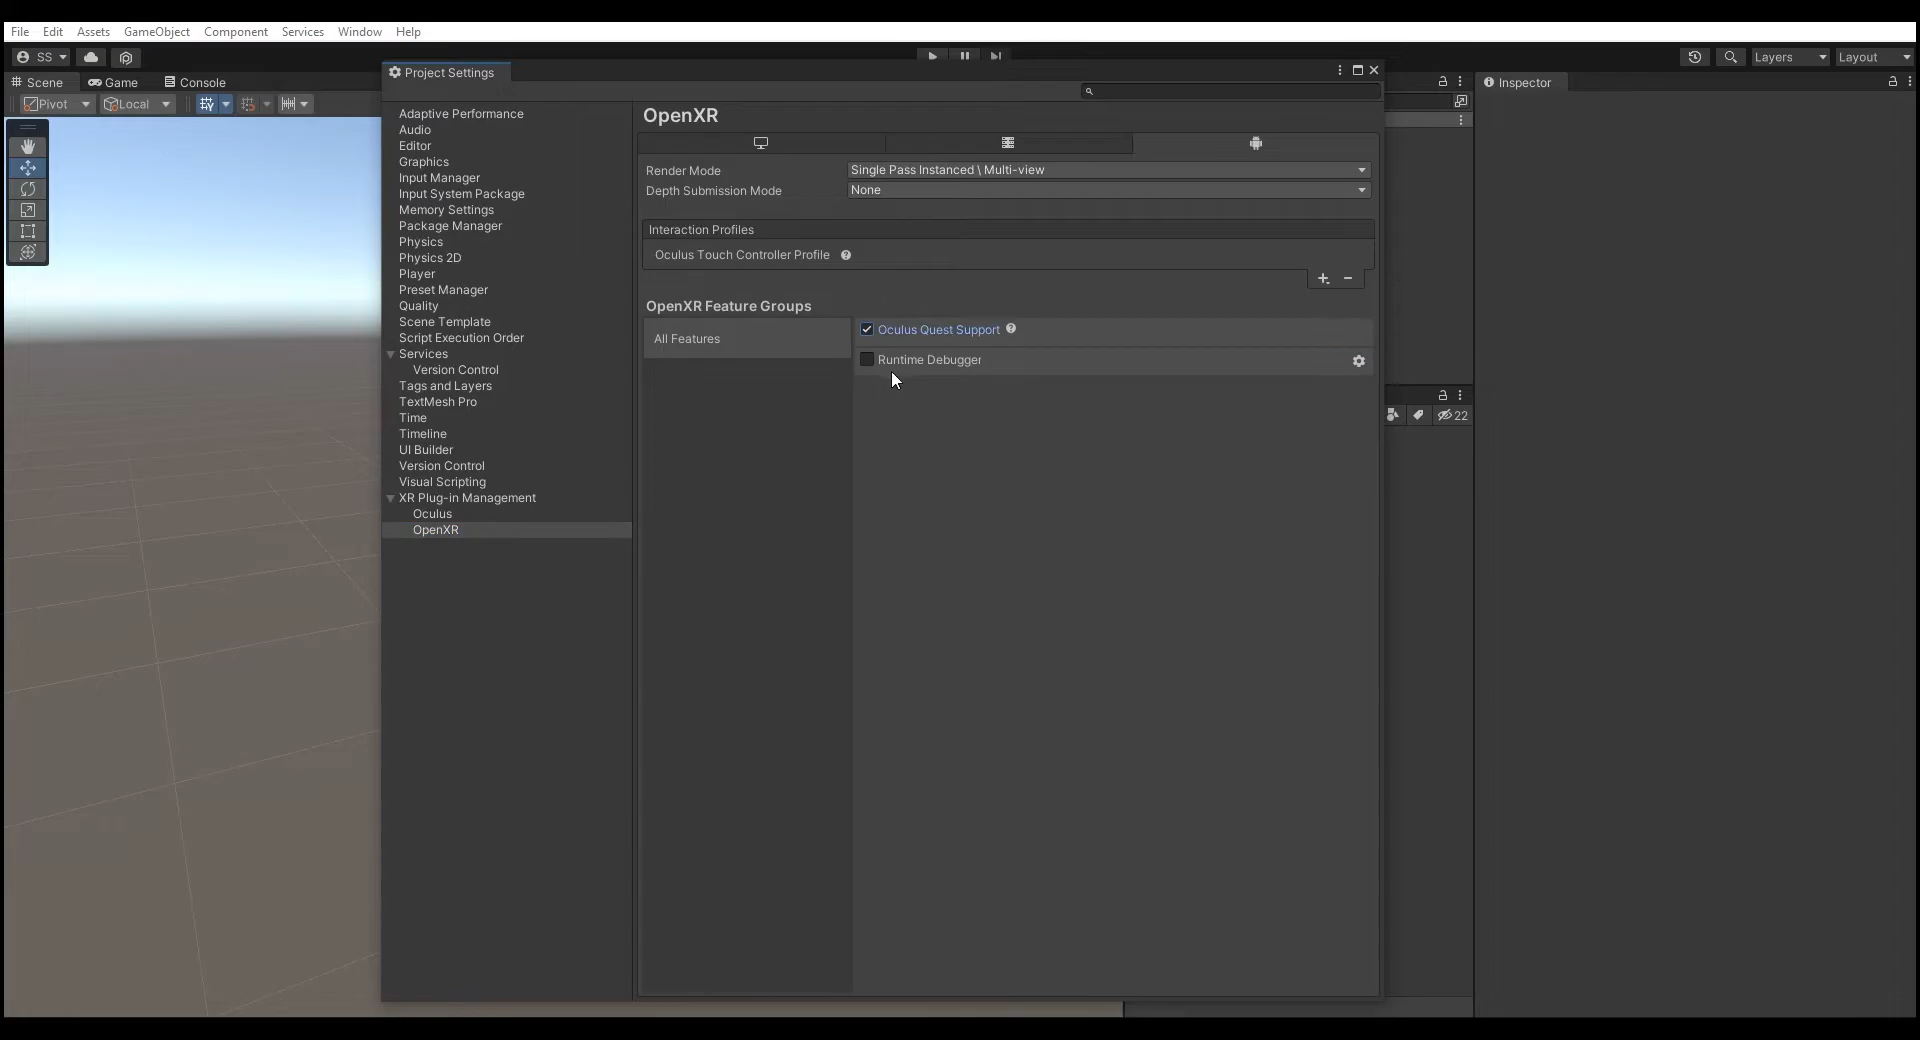 File Edit Assets GameObject Component Services Window Help
SS Layers Layout
Scene Game Console Project Settings Inspector
Pivot Local
OpenXR
Adaptive Performance
Audio
Editor
Graphics
Input Manager
Input System Package
Memory Settings
Package Manager
Physics
Physics 2D
Player
Preset Manager
Quality
Scene Template
Script Execution Order
Services
Version Control
Tags and Layers
TextMesh Pro
Time
Timeline
UI Builder
Version Control
Visual Scripting
XR Plug-in Management
Oculus
OpenXR
Render Mode Single Pass Instanced \ Multi-view
Depth Submission Mode None
Interaction Profiles
Oculus Touch Controller Profile
OpenXR Feature Groups
All Features
Oculus Quest Support
Runtime Debugger
22